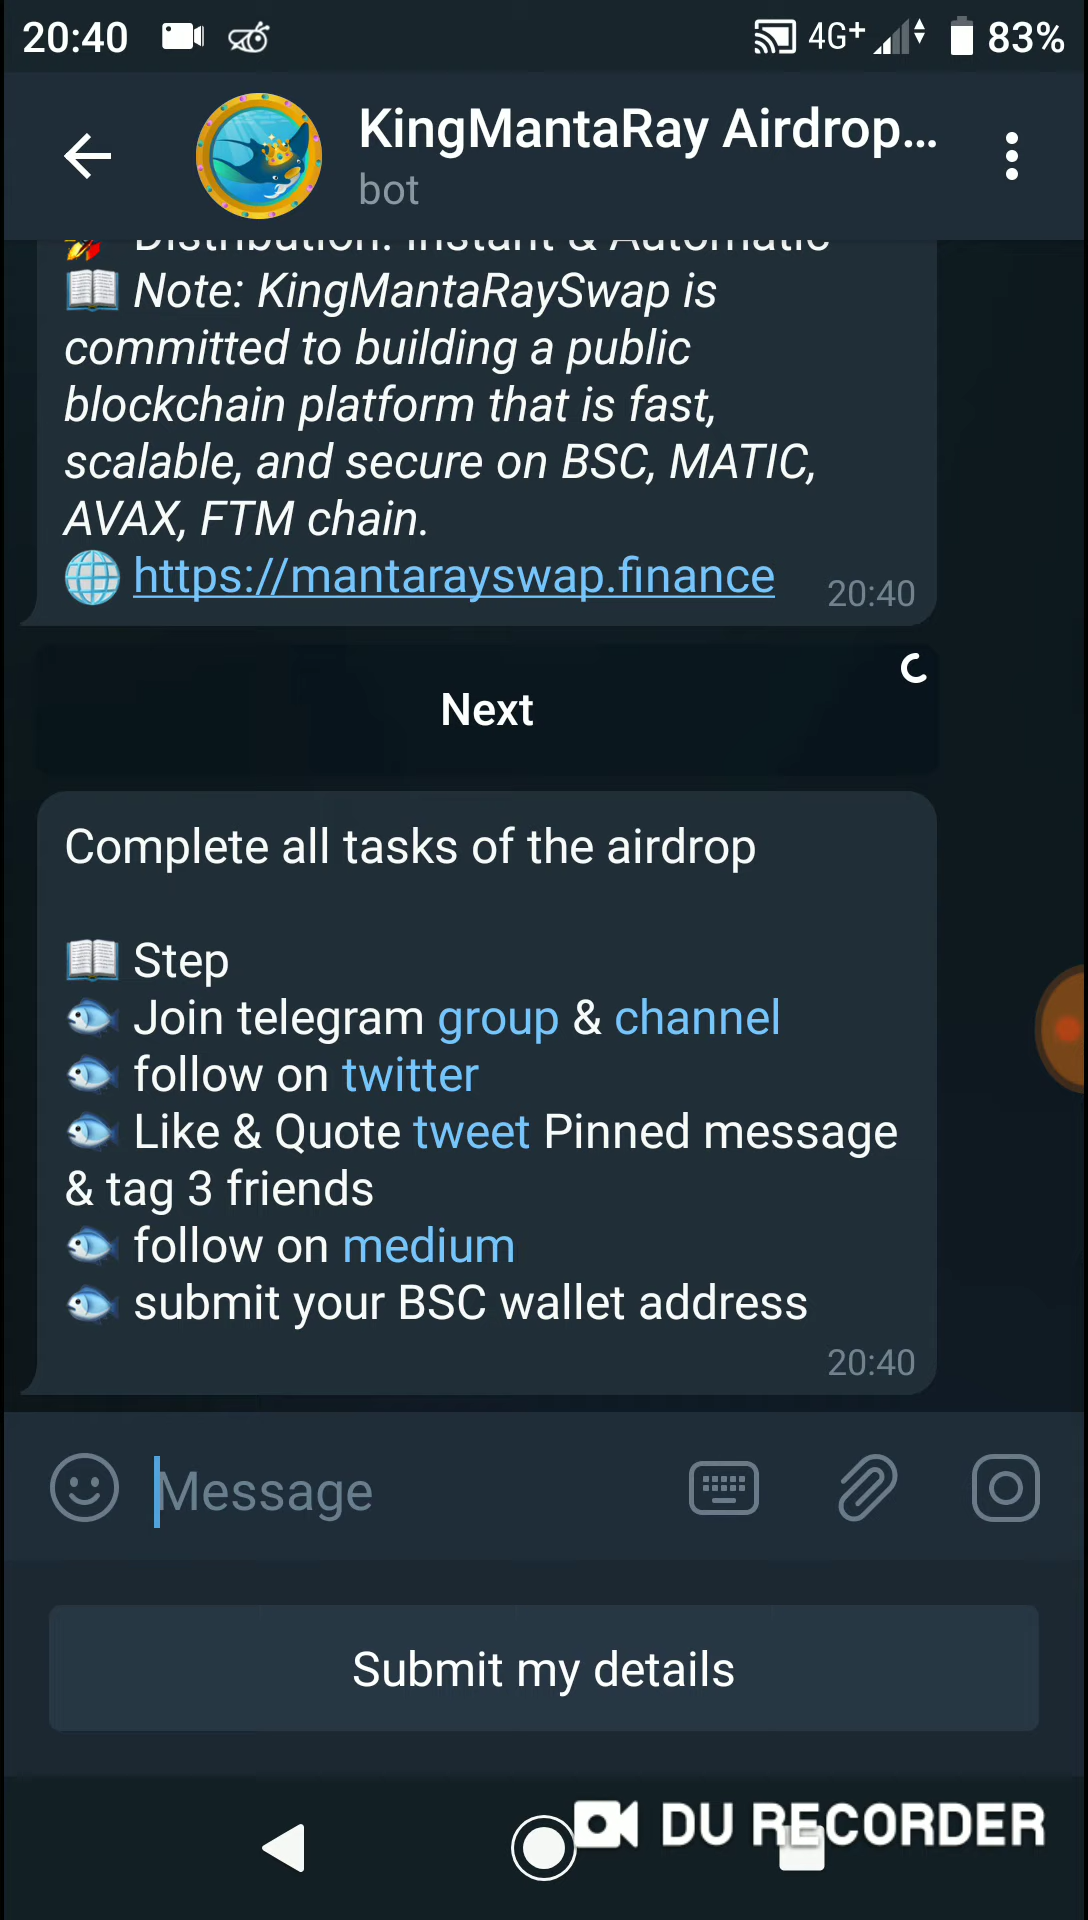 20:40
4G+
83%
KingMantaRay Airdrop...
bot
Distribution: Instant & Automatic
Note: KingMantaRaySwap is
committed to building a public
blockchain platform that is fast,
scalable, and secure on BSC, MATIC,
AVAX, FTM chain.
https://mantarayswap.finance
20:40
Next
Complete all tasks of the airdrop
Step
Join telegram group & channel
follow on twitter
Like & Quote tweet Pinned message
& tag 3 friends
follow on medium
submit your BSC wallet address
20:40
Message
Submit my details
DU RECORDER